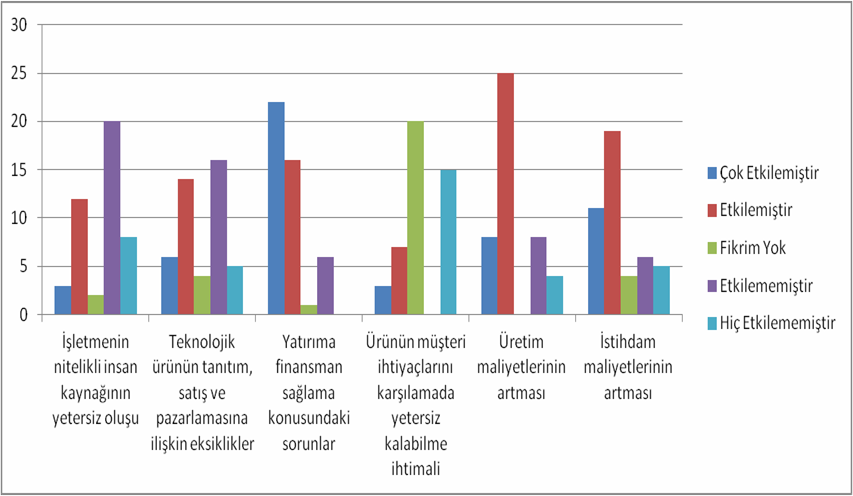 30
25
20
15
10
5
0
İşletmenin
nitelikli insan
kaynağının
yetersiz oluşu
Teknolojik
ürünün tanıtım,
satış ve
pazarlamasına
ilişkin eksiklikler
Yatırıma
finansman
sağlama
konusundaki
sorunlar
Ürünün müşteri
ihtiyaçlarını
karşılamada
yetersiz
kalabilme
ihtimali
Üretim
maliyetlerinin
artması
İstihdam
maliyetlerinin
artması
Çok Etkilemiştir
Etkilemiştir
Fikrim Yok
Etkilememiştir
Hiç Etkilememiştir